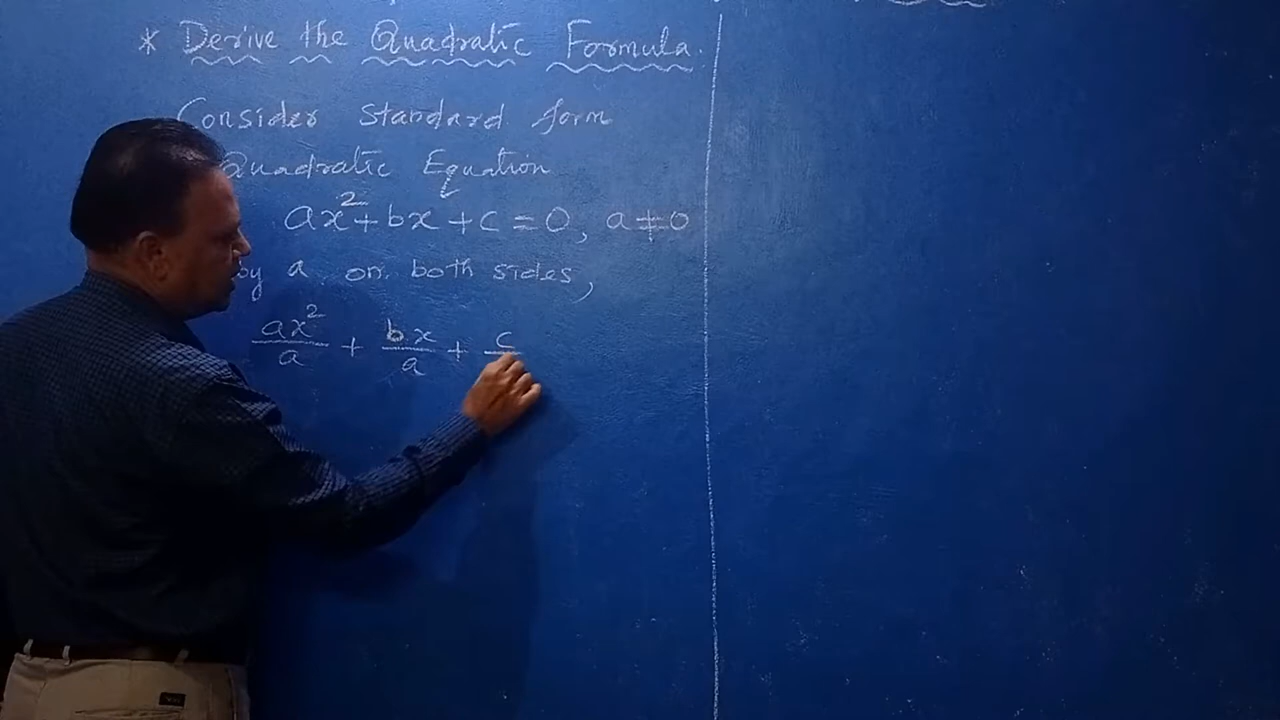 * Derive the Quadratic Formula.
Consider standard form
Quadratic Equation
ax² + bx + c = 0, a ≠ 0
by a on both sides,
ax²/a + bx/a + c